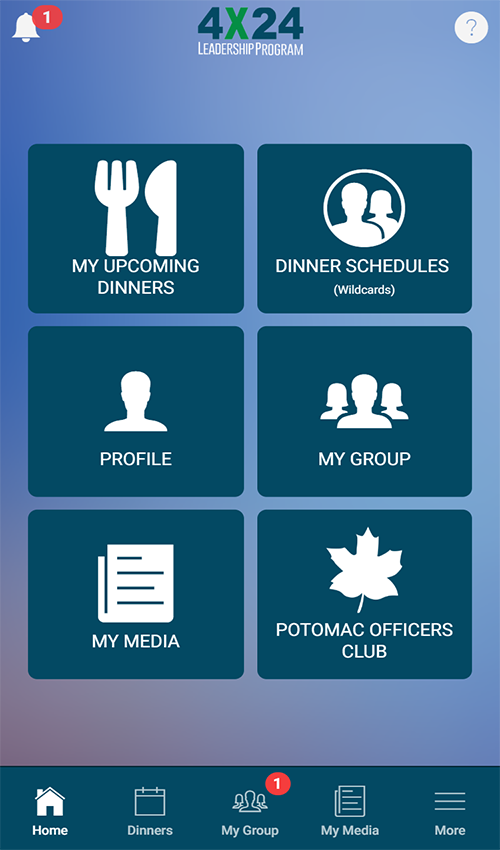 1
4X24
?
LEADERSHIP PROGRAM
MY UPCOMING
DINNERS
DINNER SCHEDULES
(Wildcards)
PROFILE
MY GROUP
MY MEDIA
POTOMAC OFFICERS
CLUB
1
Home
Dinners
My Group
My Media
More